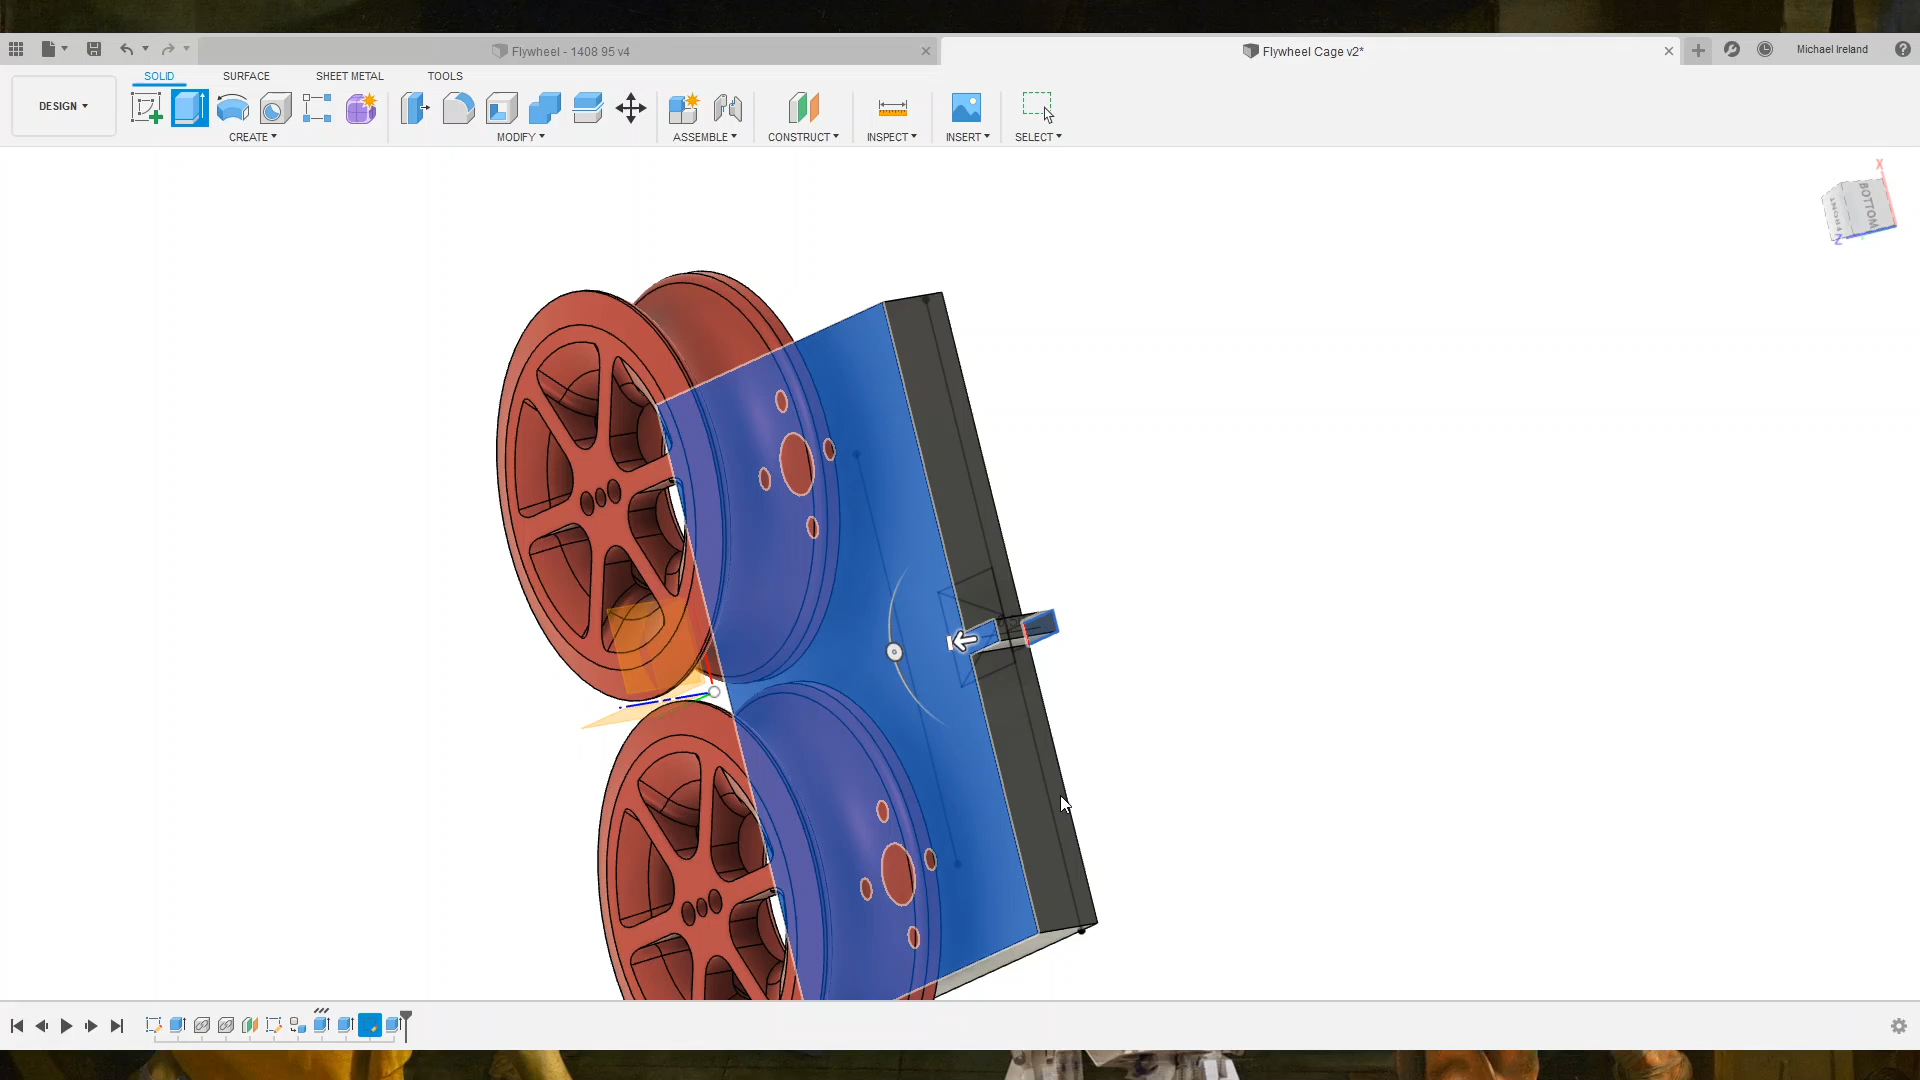 Flywheel - 1408 95 v4
Flywheel Cage v2*
Michael Ireland
SOLID
SURFACE
SHEET METAL
TOOLS
DESIGN
CREATE
MODIFY
ASSEMBLE
CONSTRUCT
INSPECT
INSERT
SELECT
X
BOTTOM
FRONT
Z